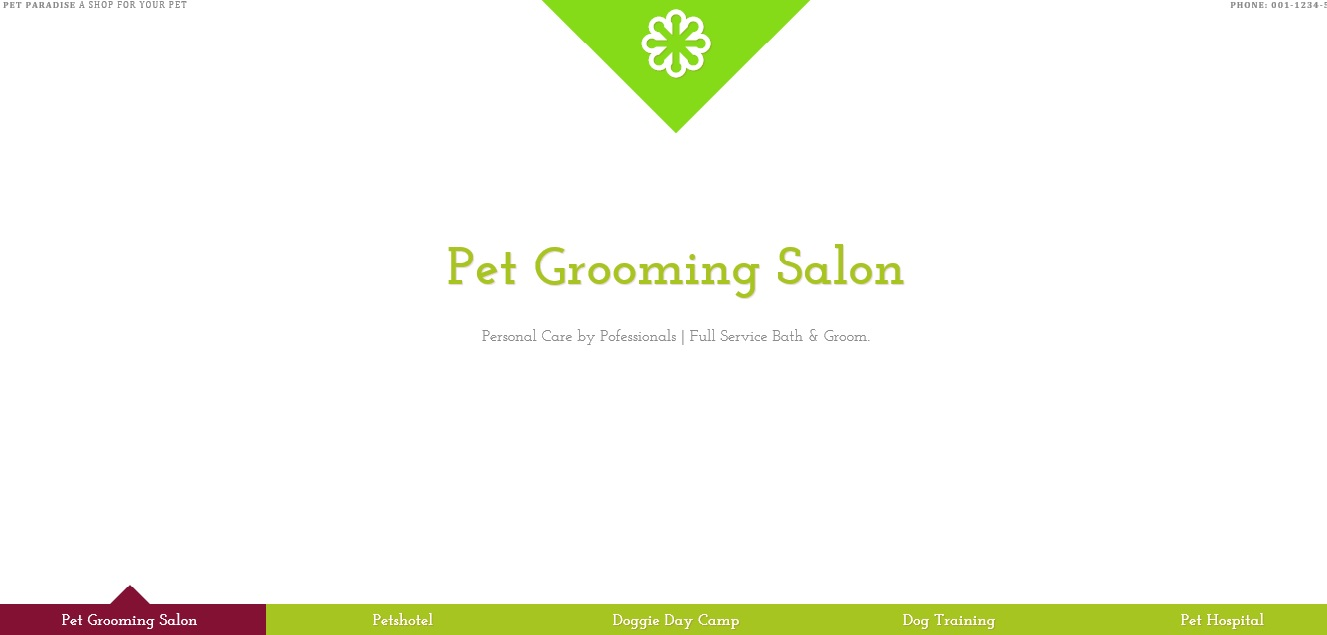 PET PARADISE A SHOP FOR YOUR PET
PHONE: 001-1234-
Pet Grooming Salon
Personal Care by Pofessionals | Full Service Bath & Groom.
Pet Grooming Salon
Petshotel
Doggie Day Camp
Dog Training
Pet Hospital